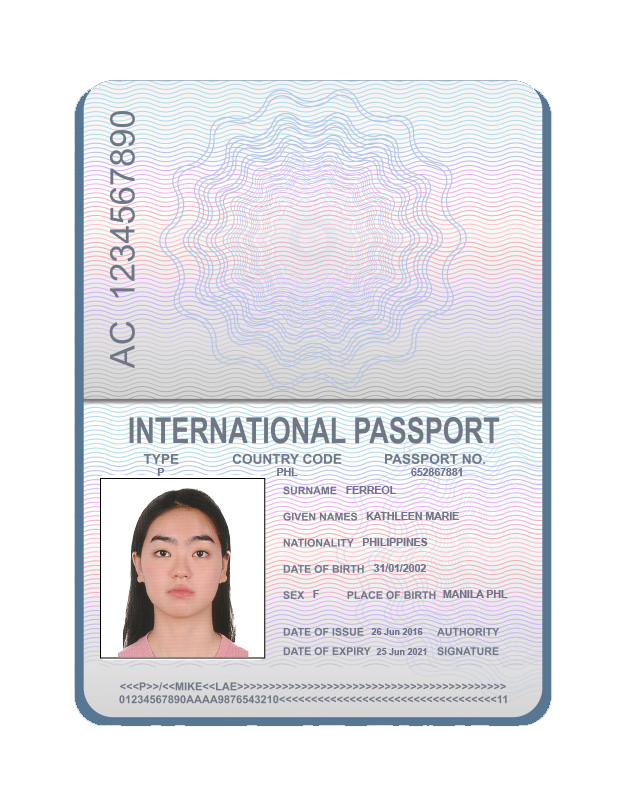 AC 1234567890
INTERNATIONAL PASSPORT
TYPE COUNTRY CODE PASSPORT NO.
P PHL 652867881
SURNAME FERREOL
GIVEN NAMES KATHLEEN MARIE
NATIONALITY PHILIPPINES
DATE OF BIRTH 31/01/2002
SEX F PLACE OF BIRTH MANILA PHL
DATE OF ISSUE 26 Jun 2016 AUTHORITY
DATE OF EXPIRY 25 Jun 2021 SIGNATURE
<<<P>>/<<MIKE<<LAE>>>>>>>>>>>>>>>>>>>>>>>>>>>>>>>>>>>>>>>>>
01234567890AAAA9876543210<<<<<<<<<<<<<<<<<<<<<<<<<<<<<<<<<11